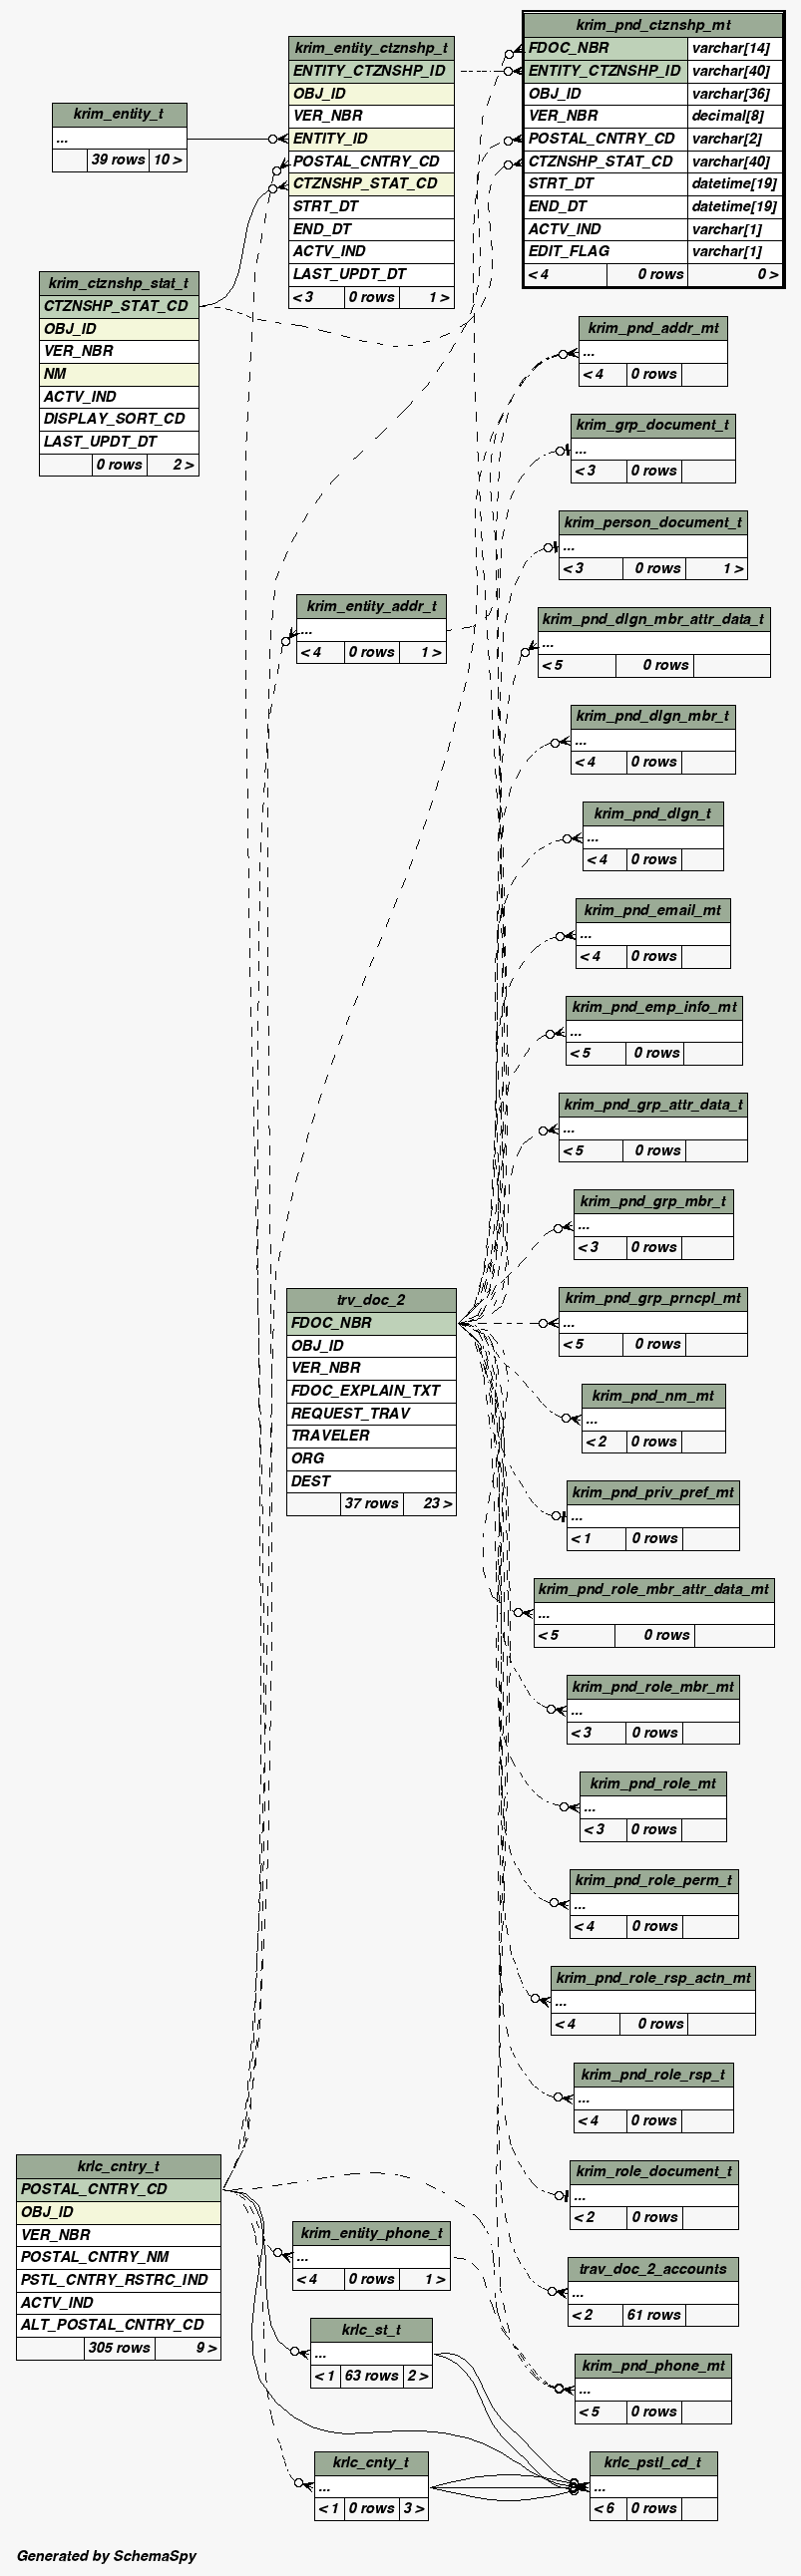 krim_pnd_ctznshp_mt
FDOC_NBR varchar[14]
ENTITY_CTZNSHP_ID varchar[40]
OBJ_ID varchar[36]
VER_NBR decimal[8]
POSTAL_CNTRY_CD varchar[2]
CTZNSHP_STAT_CD varchar[40]
STRT_DT datetime[19]
END_DT datetime[19]
ACTV_IND varchar[1]
EDIT_FLAG varchar[1]
< 4 0 rows 0 >
krim_entity_ctznshp_t
ENTITY_CTZNSHP_ID
OBJ_ID
VER_NBR
ENTITY_ID
POSTAL_CNTRY_CD
CTZNSHP_STAT_CD
STRT_DT
END_DT
ACTV_IND
LAST_UPDT_DT
< 3 0 rows 1 >
krim_entity_t
...
39 rows 10 >
krim_ctznshp_stat_t
CTZNSHP_STAT_CD
OBJ_ID
VER_NBR
NM
ACTV_IND
DISPLAY_SORT_CD
LAST_UPDT_DT
0 rows 2 >
krim_pnd_addr_mt
...
< 4 0 rows
krim_grp_document_t
...
< 3 0 rows
krim_person_document_t
...
< 3 0 rows 1 >
krim_entity_addr_t
...
< 4 0 rows 1 >
krim_pnd_dlgn_mbr_attr_data_t
...
< 5 0 rows
krim_pnd_dlgn_mbr_t
...
< 4 0 rows
krim_pnd_dlgn_t
...
< 4 0 rows
krim_pnd_email_mt
...
< 4 0 rows
krim_pnd_emp_info_mt
...
< 5 0 rows
krim_pnd_grp_attr_data_t
...
< 5 0 rows
krim_pnd_grp_mbr_t
...
< 3 0 rows
trv_doc_2
FDOC_NBR
OBJ_ID
VER_NBR
FDOC_EXPLAIN_TXT
REQUEST_TRAV
TRAVELER
ORG
DEST
37 rows 23 >
krim_pnd_grp_prncpl_mt
...
< 5 0 rows
krim_pnd_nm_mt
...
< 2 0 rows
krim_pnd_priv_pref_mt
...
< 1 0 rows
krim_pnd_role_mbr_attr_data_mt
...
< 5 0 rows
krim_pnd_role_mbr_mt
...
< 3 0 rows
krim_pnd_role_mt
...
< 3 0 rows
krim_pnd_role_perm_t
...
< 4 0 rows
krim_pnd_role_rsp_actn_mt
...
< 4 0 rows
krim_pnd_role_rsp_t
...
< 4 0 rows
krim_role_document_t
...
< 2 0 rows
krlc_cntry_t
POSTAL_CNTRY_CD
OBJ_ID
VER_NBR
POSTAL_CNTRY_NM
PSTL_CNTRY_RSTRC_IND
ACTV_IND
ALT_POSTAL_CNTRY_CD
305 rows 9 >
krim_entity_phone_t
...
< 4 0 rows 1 >
trav_doc_2_accounts
...
< 2 61 rows
krlc_st_t
...
< 1 63 rows 2 >
krim_pnd_phone_mt
...
< 5 0 rows
krlc_cnty_t
...
< 1 0 rows 3 >
krlc_pstl_cd_t
...
< 6 0 rows
Generated by SchemaSpy